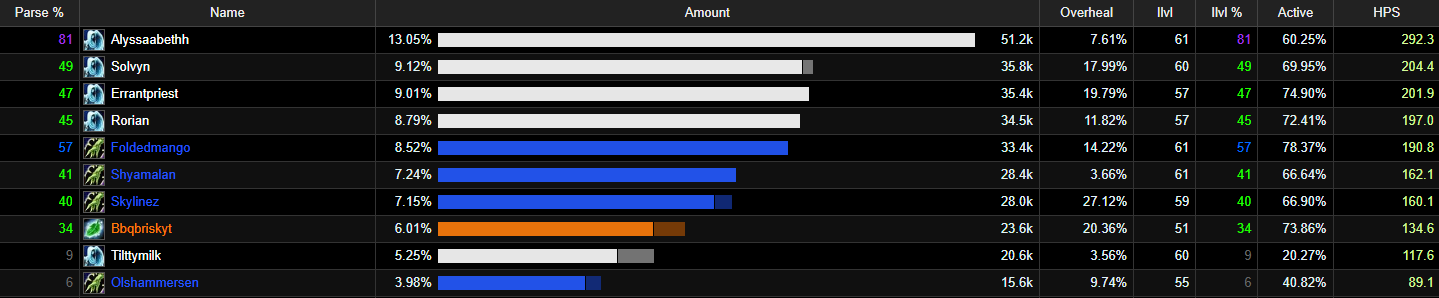 Parse % Name Amount Overheal Ilvl Ilvl % Active HPS
81 Alyssaabethh 13.05% 51.2k 7.61% 61 81 60.25% 292.3
49 Solvyn 9.12% 35.8k 17.99% 60 49 69.95% 204.4
47 Errantpriest 9.01% 35.4k 19.79% 57 47 74.90% 201.9
45 Rorian 8.79% 34.5k 11.82% 57 45 72.41% 197.0
57 Foldedmango 8.52% 33.4k 14.22% 61 57 78.37% 190.8
41 Shyamalan 7.24% 28.4k 3.66% 61 41 66.64% 162.1
40 Skylinez 7.15% 28.0k 27.12% 59 40 66.90% 160.1
34 Bbqbriskyt 6.01% 23.6k 20.36% 51 34 73.86% 134.6
9 Tilttymilk 5.25% 20.6k 3.56% 60 9 20.27% 117.6
6 Olshammersen 3.98% 15.6k 9.74% 55 6 40.82% 89.1